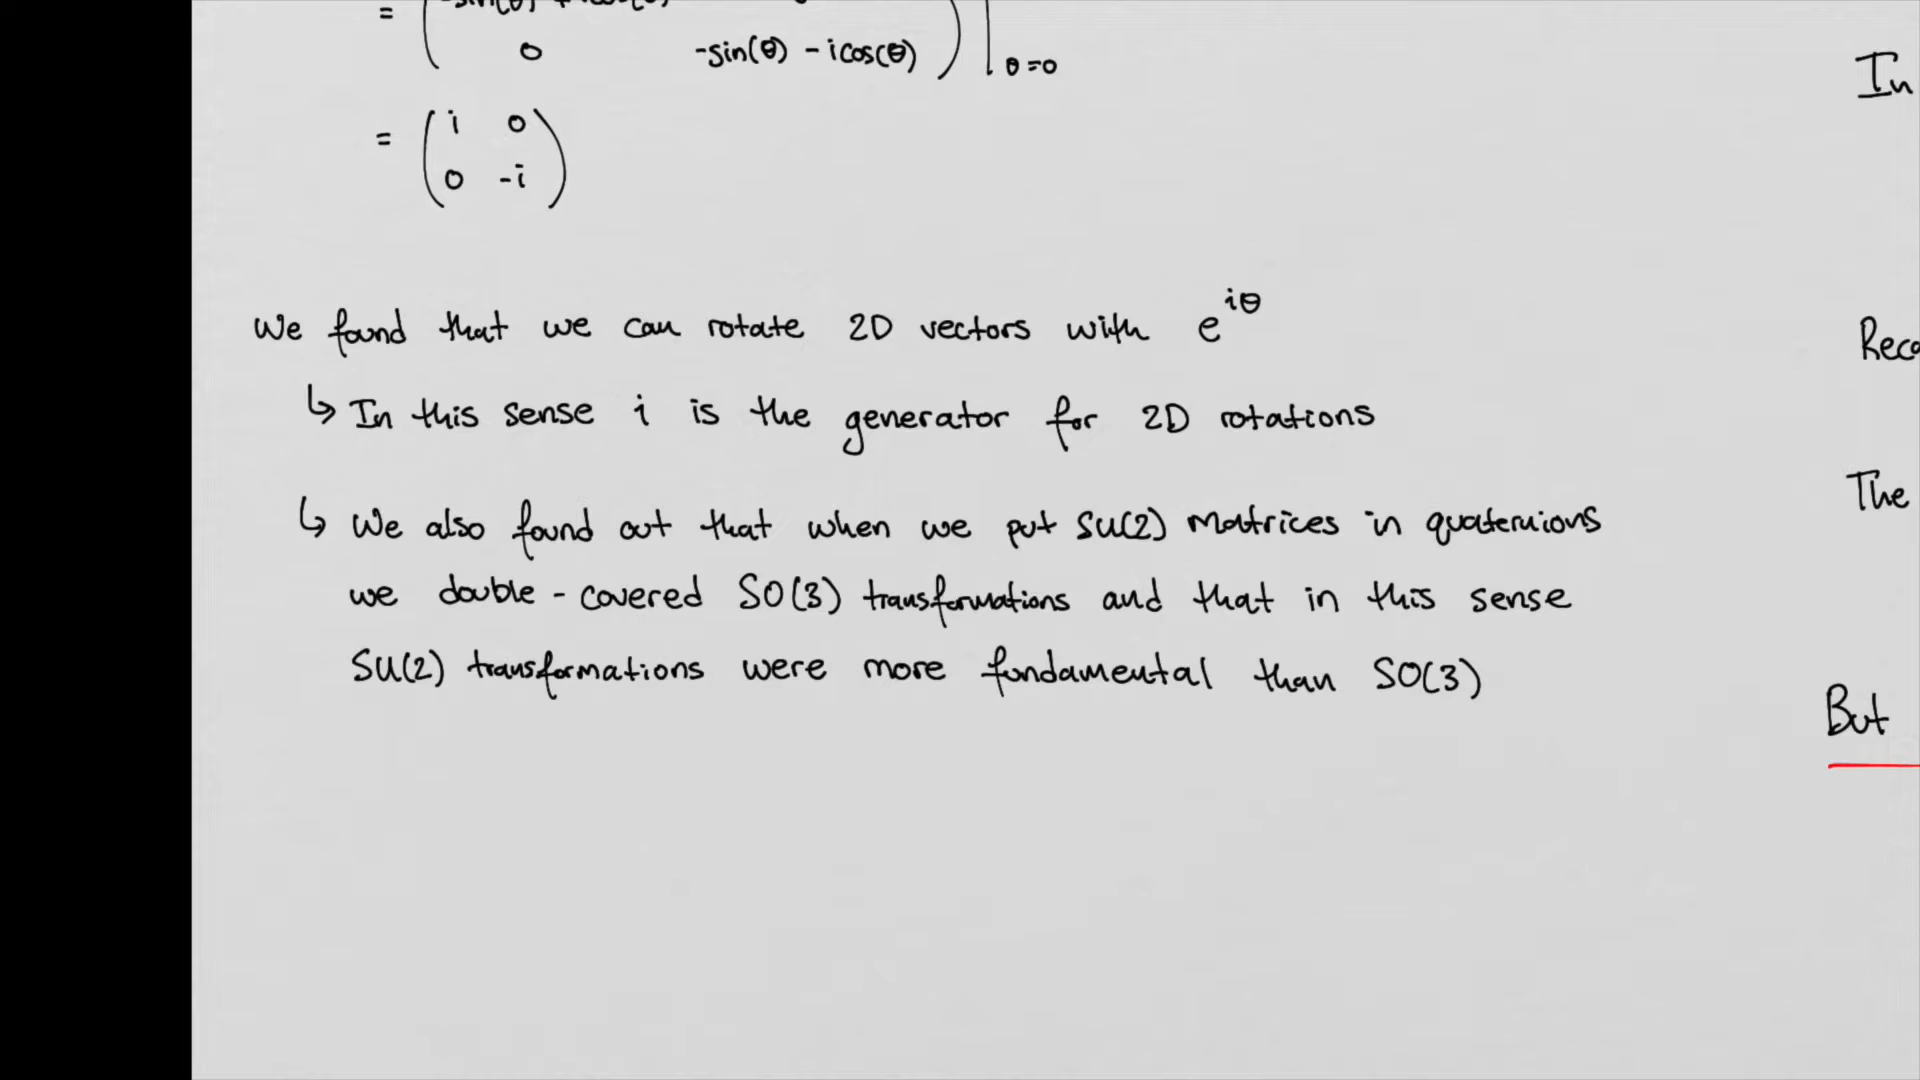 =
0 -sin(θ) - icos(θ) θ=0
= ( i 0
0 -i )
In
We found that we can rotate 2D vectors with e^{iθ}
Reco
↳ In this sense i is the generator for 2D rotations
The
↳ We also found out that when we put SU(2) matrices in quaternions
we double-covered SO(3) transformations and that in this sense
SU(2) transformations were more fundamental than SO(3)
But